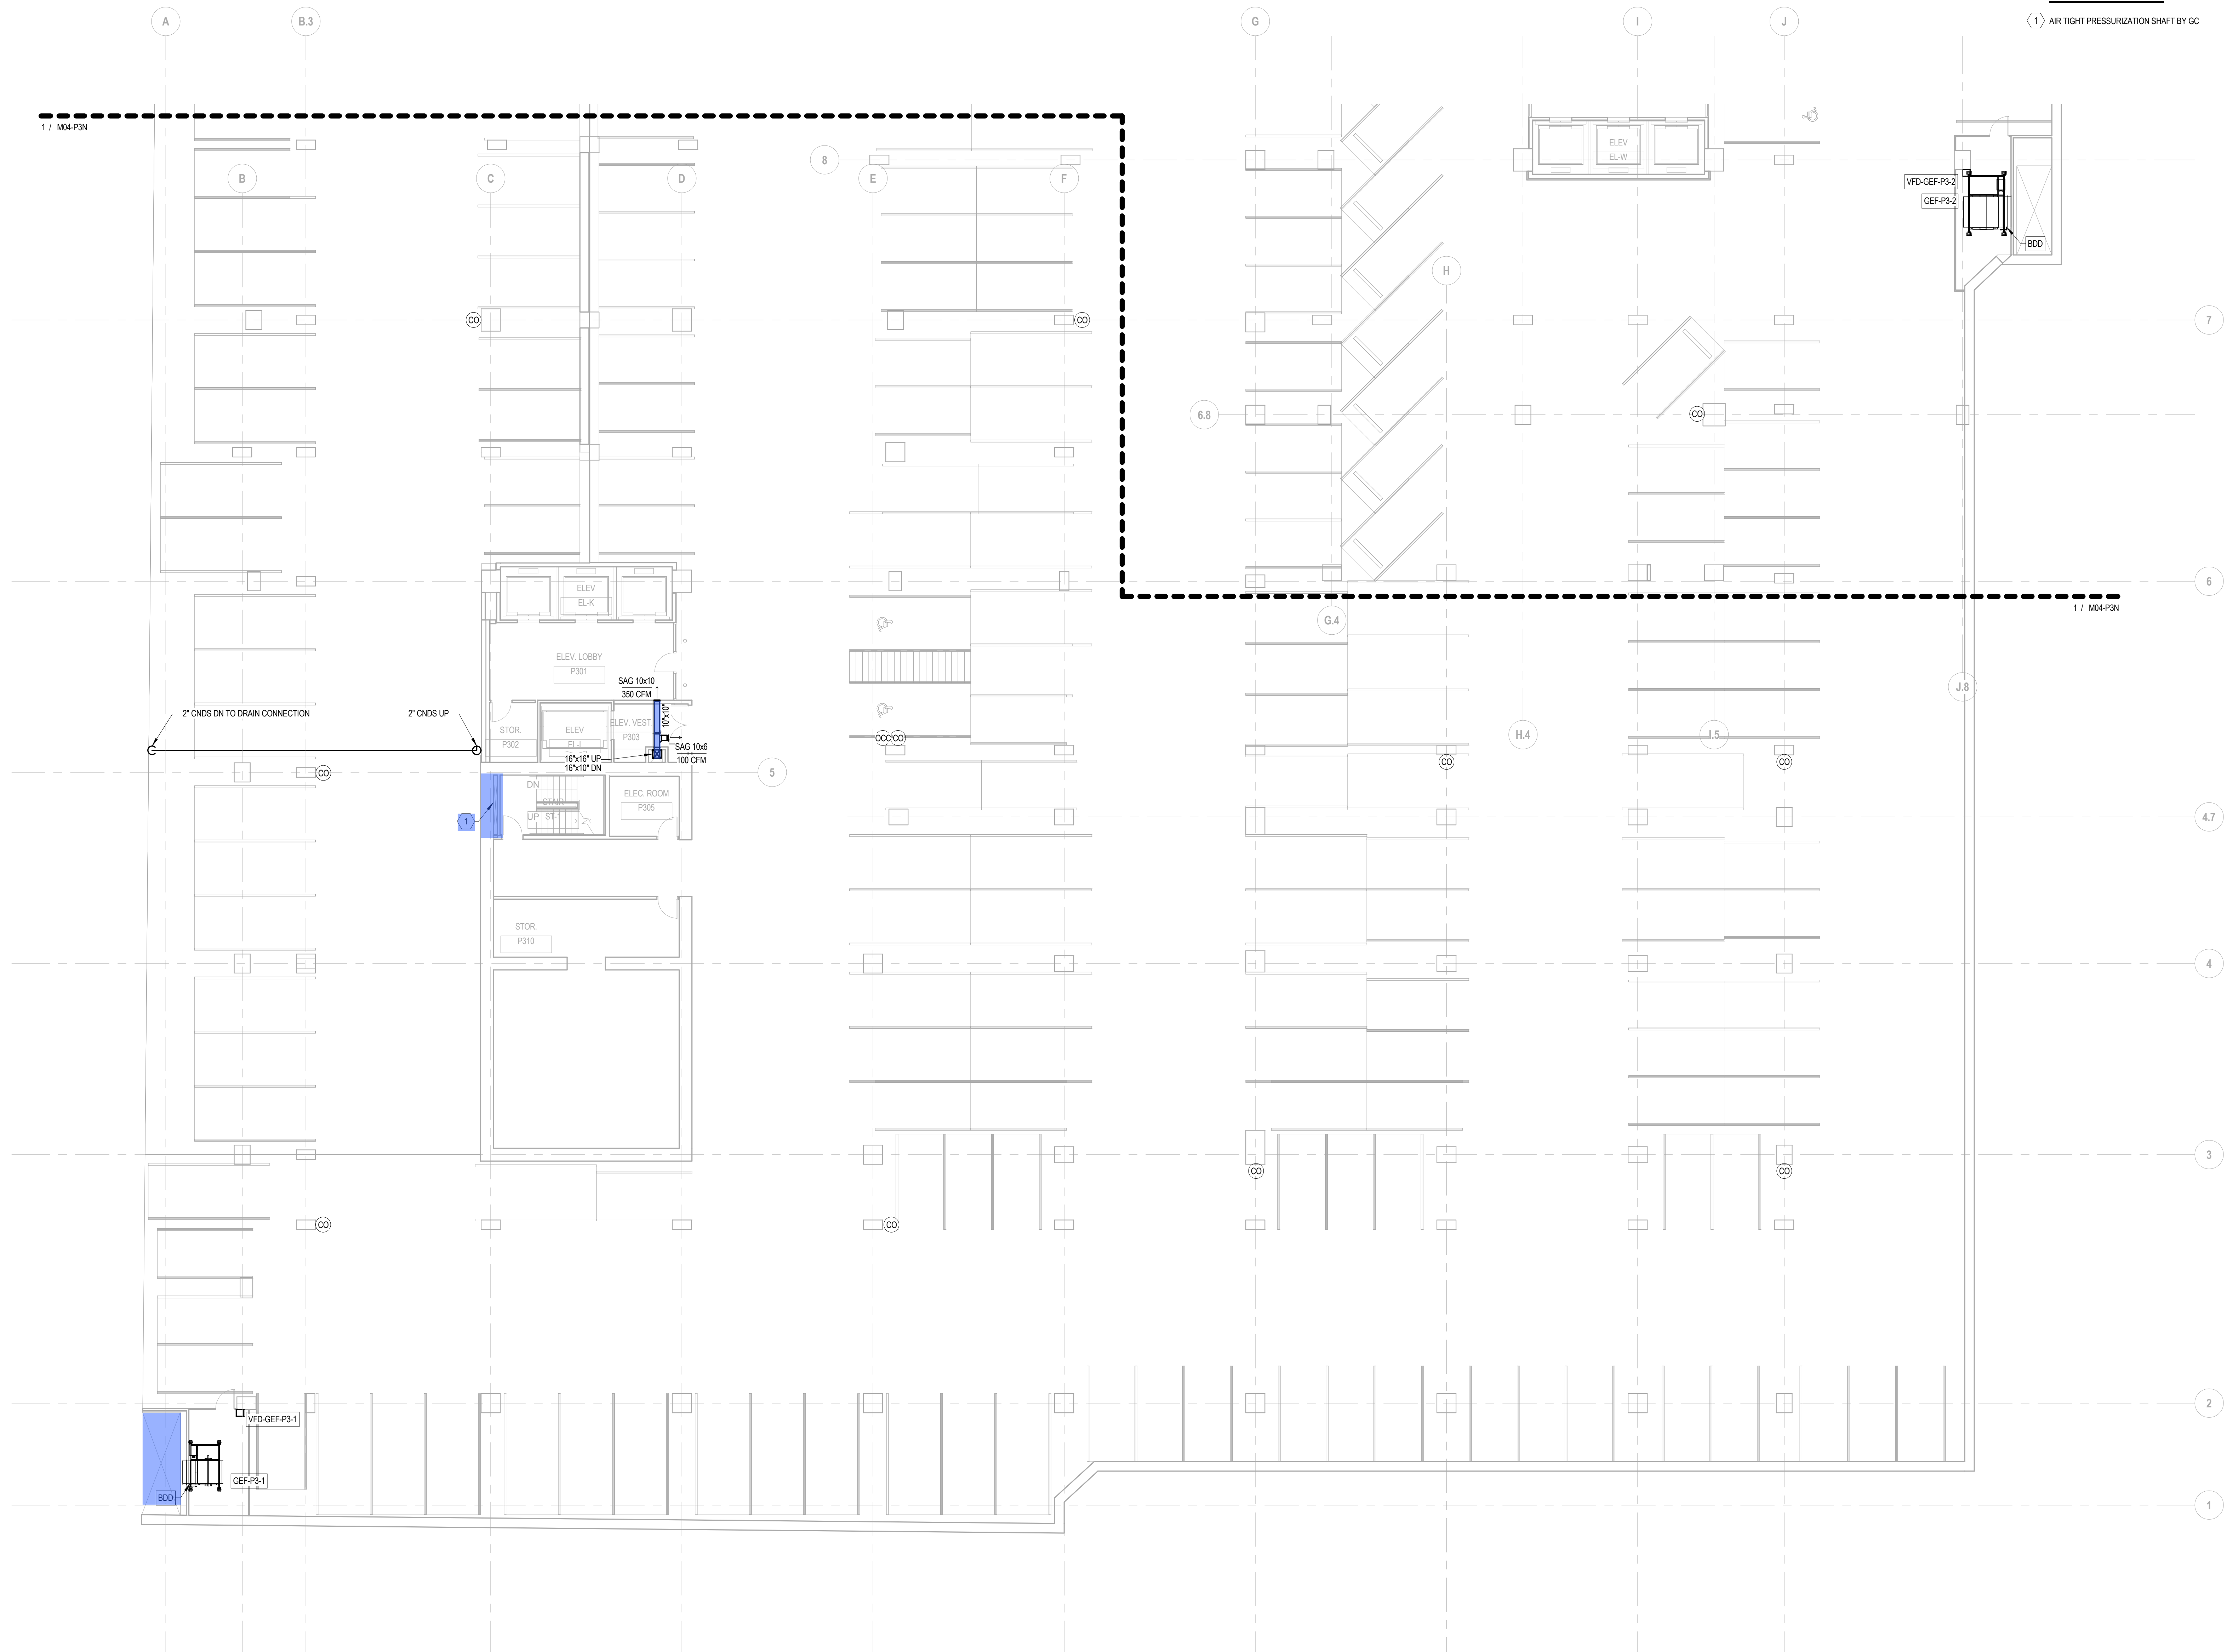 A
B.3
G
I
J
1 AIR TIGHT PRESSURIZATION SHAFT BY GC
1 / M04-P3N
8
B
C
D
E
F
ELEV
EL-W
VFD-GEF-P3-2
GEF-P3-2
BDD
H
CO
CO
7
6.8
CO
ELEV
EL-K
6
1 / M04-P3N
G.4
ELEV. LOBBY
P301
SAG 10x10
350 CFM
J.8
2" CNDS DN TO DRAIN CONNECTION
2" CNDS UP
10"x10"
STOR.
P302
ELEV
EL-L
ELEV. VEST
P303
OCC
CO
H.4
I.5
SAG 10x6
100 CFM
16"x16" UP
16"x10" DN
CO
5
CO
CO
DN
STAIR
UP
ST-1
ELEC. ROOM
P305
1
4.7
STOR.
P310
4
3
CO
CO
CO
CO
2
VFD-GEF-P3-1
GEF-P3-1
BDD
1